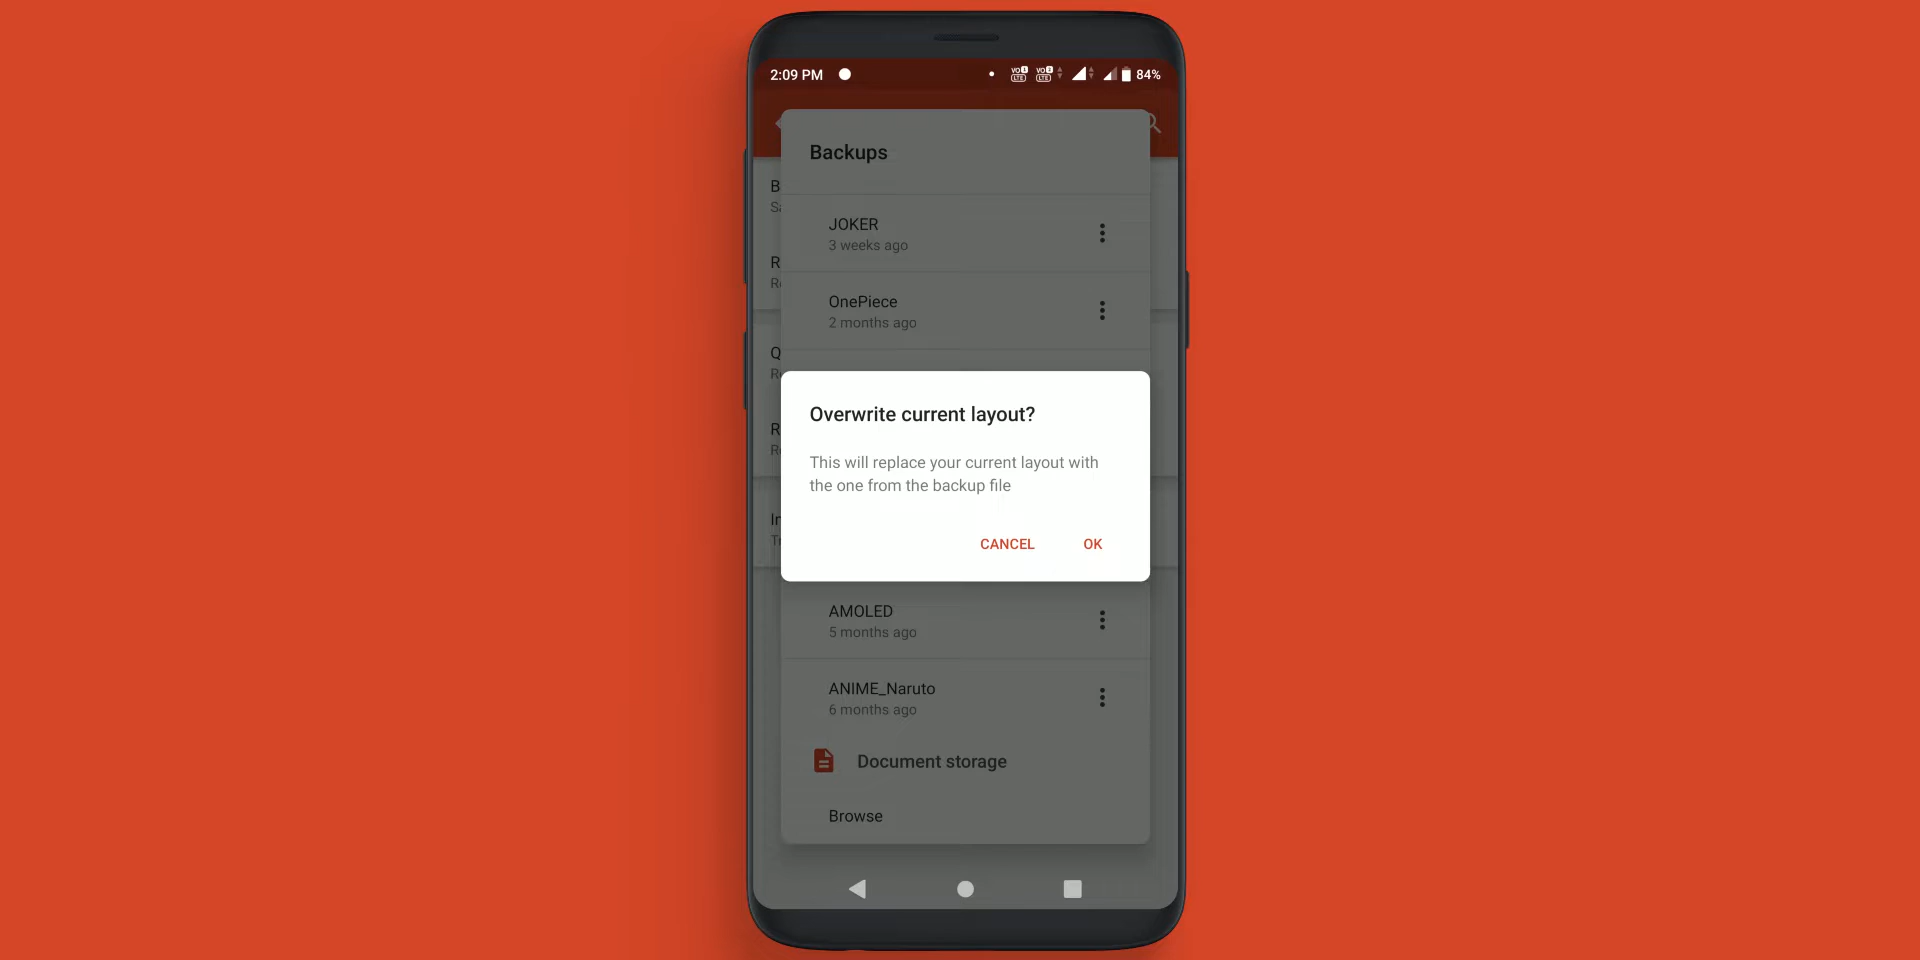 2:09 PM 84%
Backups
JOKER
3 weeks ago
OnePiece
2 months ago
Overwrite current layout?
This will replace your current layout with
the one from the backup file
CANCEL OK
AMOLED
5 months ago
ANIME_Naruto
6 months ago
Document storage
Browse